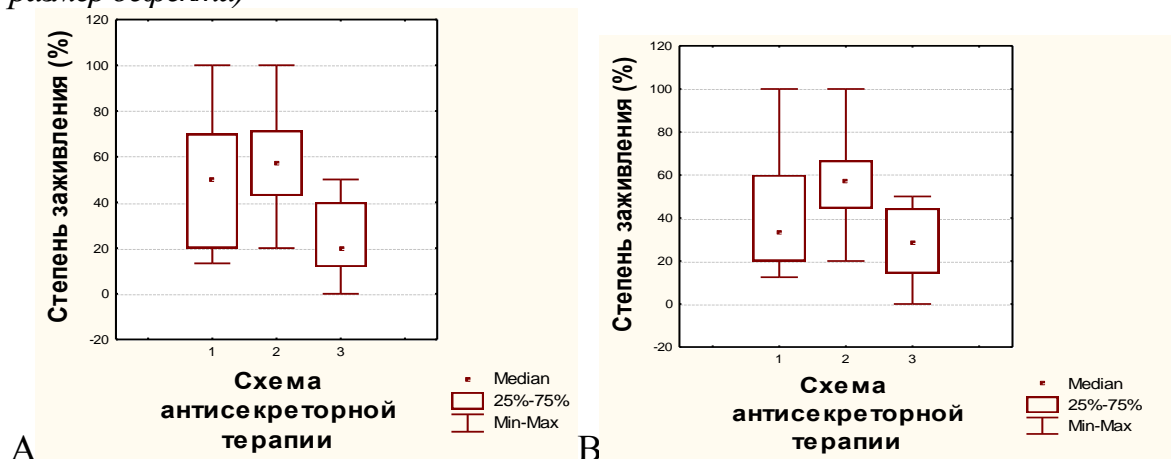 размер дефекта)
120
100
80
60
40
20
0
-20
Степень заживления (%)
1 2 3
Схема
антисекреторной
терапии
Median
25%-75%
Min-Max
А
120
100
80
60
40
20
0
-20
Степень заживления (%)
1 2 3
Схема
антисекреторной
терапии
Median
25%-75%
Min-Max
В